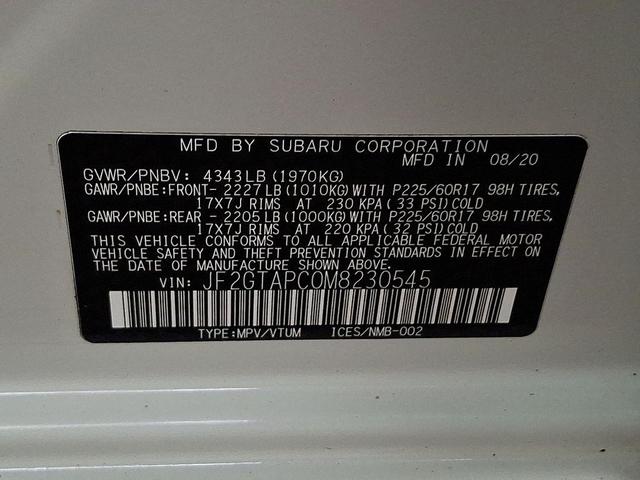 MFD BY SUBARU CORPORATION
MFD IN 08/20
GVWR/PNBV: 4343LB(1970KG)
GAWR/PNBE:FRONT- 2227LB(1010KG)WITH P225/60R17 98H TIRES,
17X7J RIMS AT 230 KPA(33 PSI)COLD
GAWR/PNBE:REAR - 2205LB(1000KG)WITH P225/60R17 98H TIRES,
17X7J RIMS AT 220 KPA(32 PSI)COLD
THIS VEHICLE CONFORMS TO ALL APPLICABLE FEDERAL MOTOR
VEHICLE SAFETY AND THEFT PREVENTION STANDARDS IN EFFECT ON
THE DATE OF MANUFACTURE SHOWN ABOVE.
VIN: JF2GTAPC0M8230545
TYPE:MPV/VTUM ICES/NMB-002